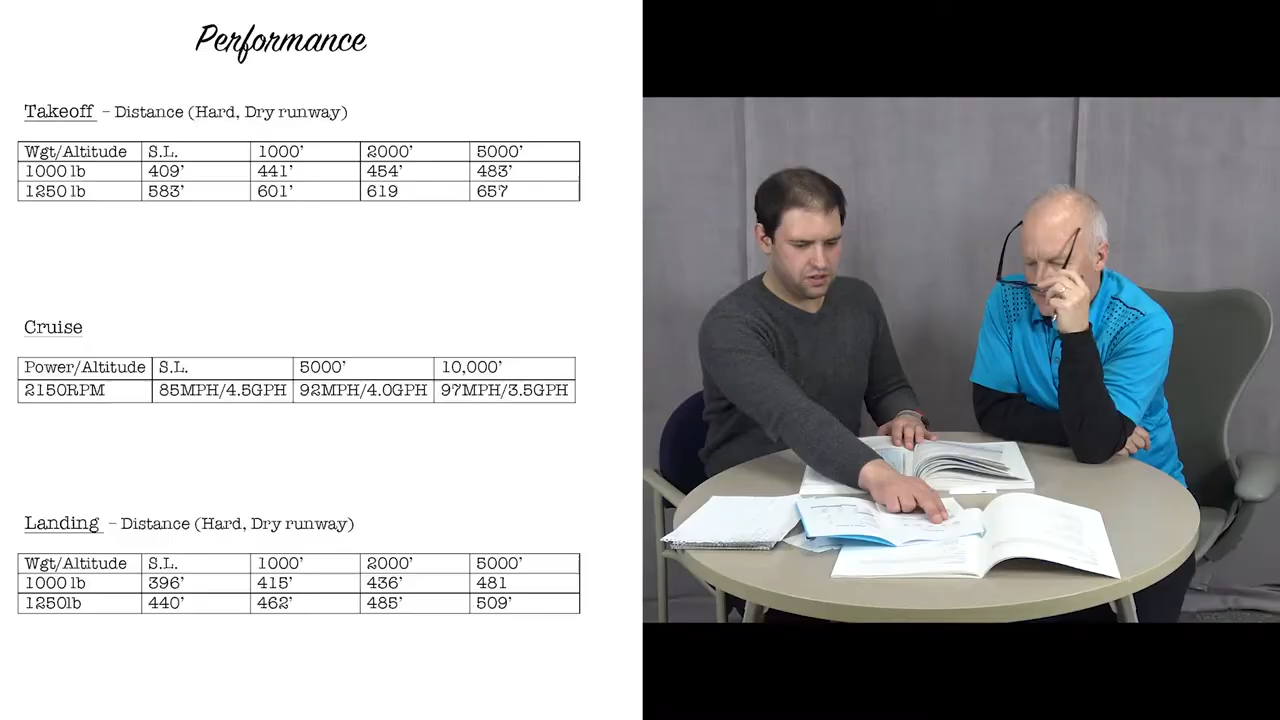 Performance
Takeoff – Distance (Hard, Dry runway)
Wgt/Altitude S.L. 1000' 2000' 5000'
1000 lb 409' 441' 454' 483'
1250 lb 583' 601' 619 657
Cruise
Power/Altitude S.L. 5000' 10,000'
2150RPM 85MPH/4.5GPH 92MPH/4.0GPH 97MPH/3.5GPH
Landing – Distance (Hard, Dry runway)
Wgt/Altitude S.L. 1000' 2000' 5000'
1000 lb 396' 415' 436' 481
1250lb 440' 462' 485' 509'